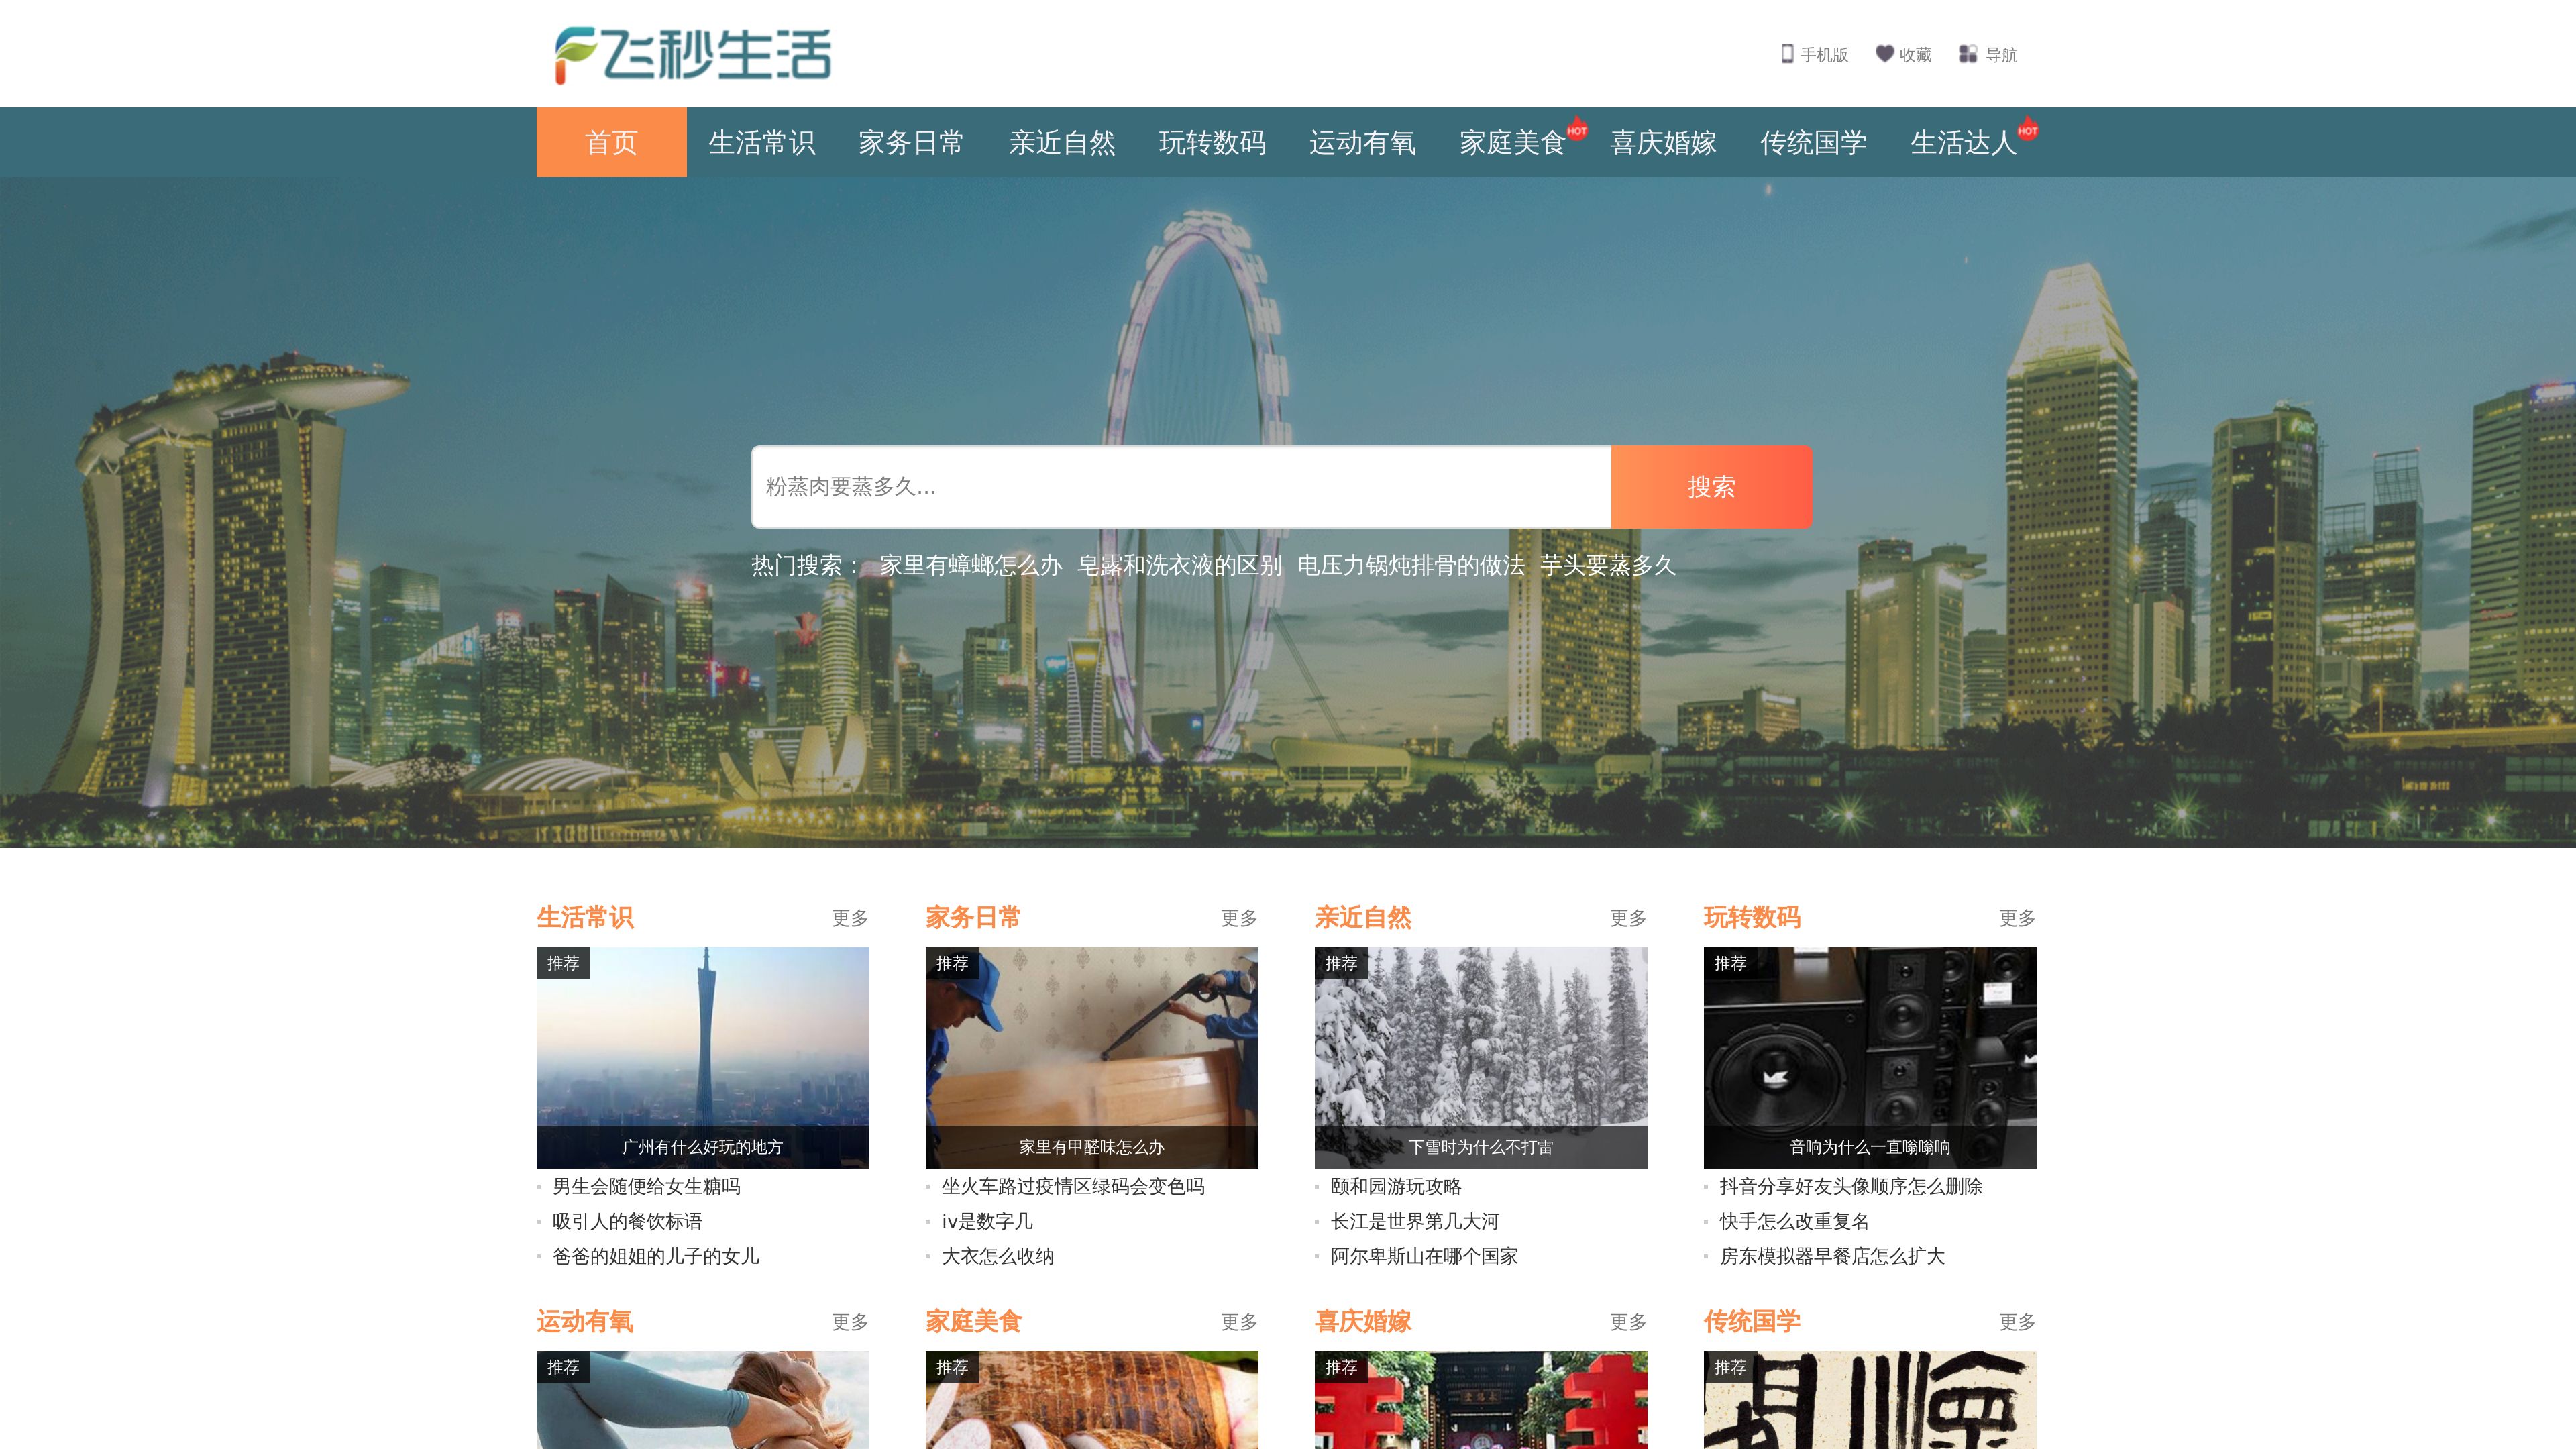 飞秒生活
手机版 收藏 导航
首页 生活常识 家务日常 亲近自然 玩转数码 运动有氧 家庭美食 HOT 喜庆婚嫁 传统国学 生活达人 HOT
粉蒸肉要蒸多久... 搜索
热门搜索： 家里有蟑螂怎么办 皂露和洗衣液的区别 电压力锅炖排骨的做法 芋头要蒸多久
生活常识 更多
推荐
广州有什么好玩的地方
男生会随便给女生糖吗
吸引人的餐饮标语
爸爸的姐姐的儿子的女儿
家务日常 更多
推荐
家里有甲醛味怎么办
坐火车路过疫情区绿码会变色吗
iv是数字几
大衣怎么收纳
亲近自然 更多
推荐
下雪时为什么不打雷
颐和园游玩攻略
长江是世界第几大河
阿尔卑斯山在哪个国家
玩转数码 更多
推荐
音响为什么一直嗡嗡响
抖音分享好友头像顺序怎么删除
快手怎么改重复名
房东模拟器早餐店怎么扩大
运动有氧 更多
推荐
家庭美食 更多
推荐
喜庆婚嫁 更多
推荐
传统国学 更多
推荐